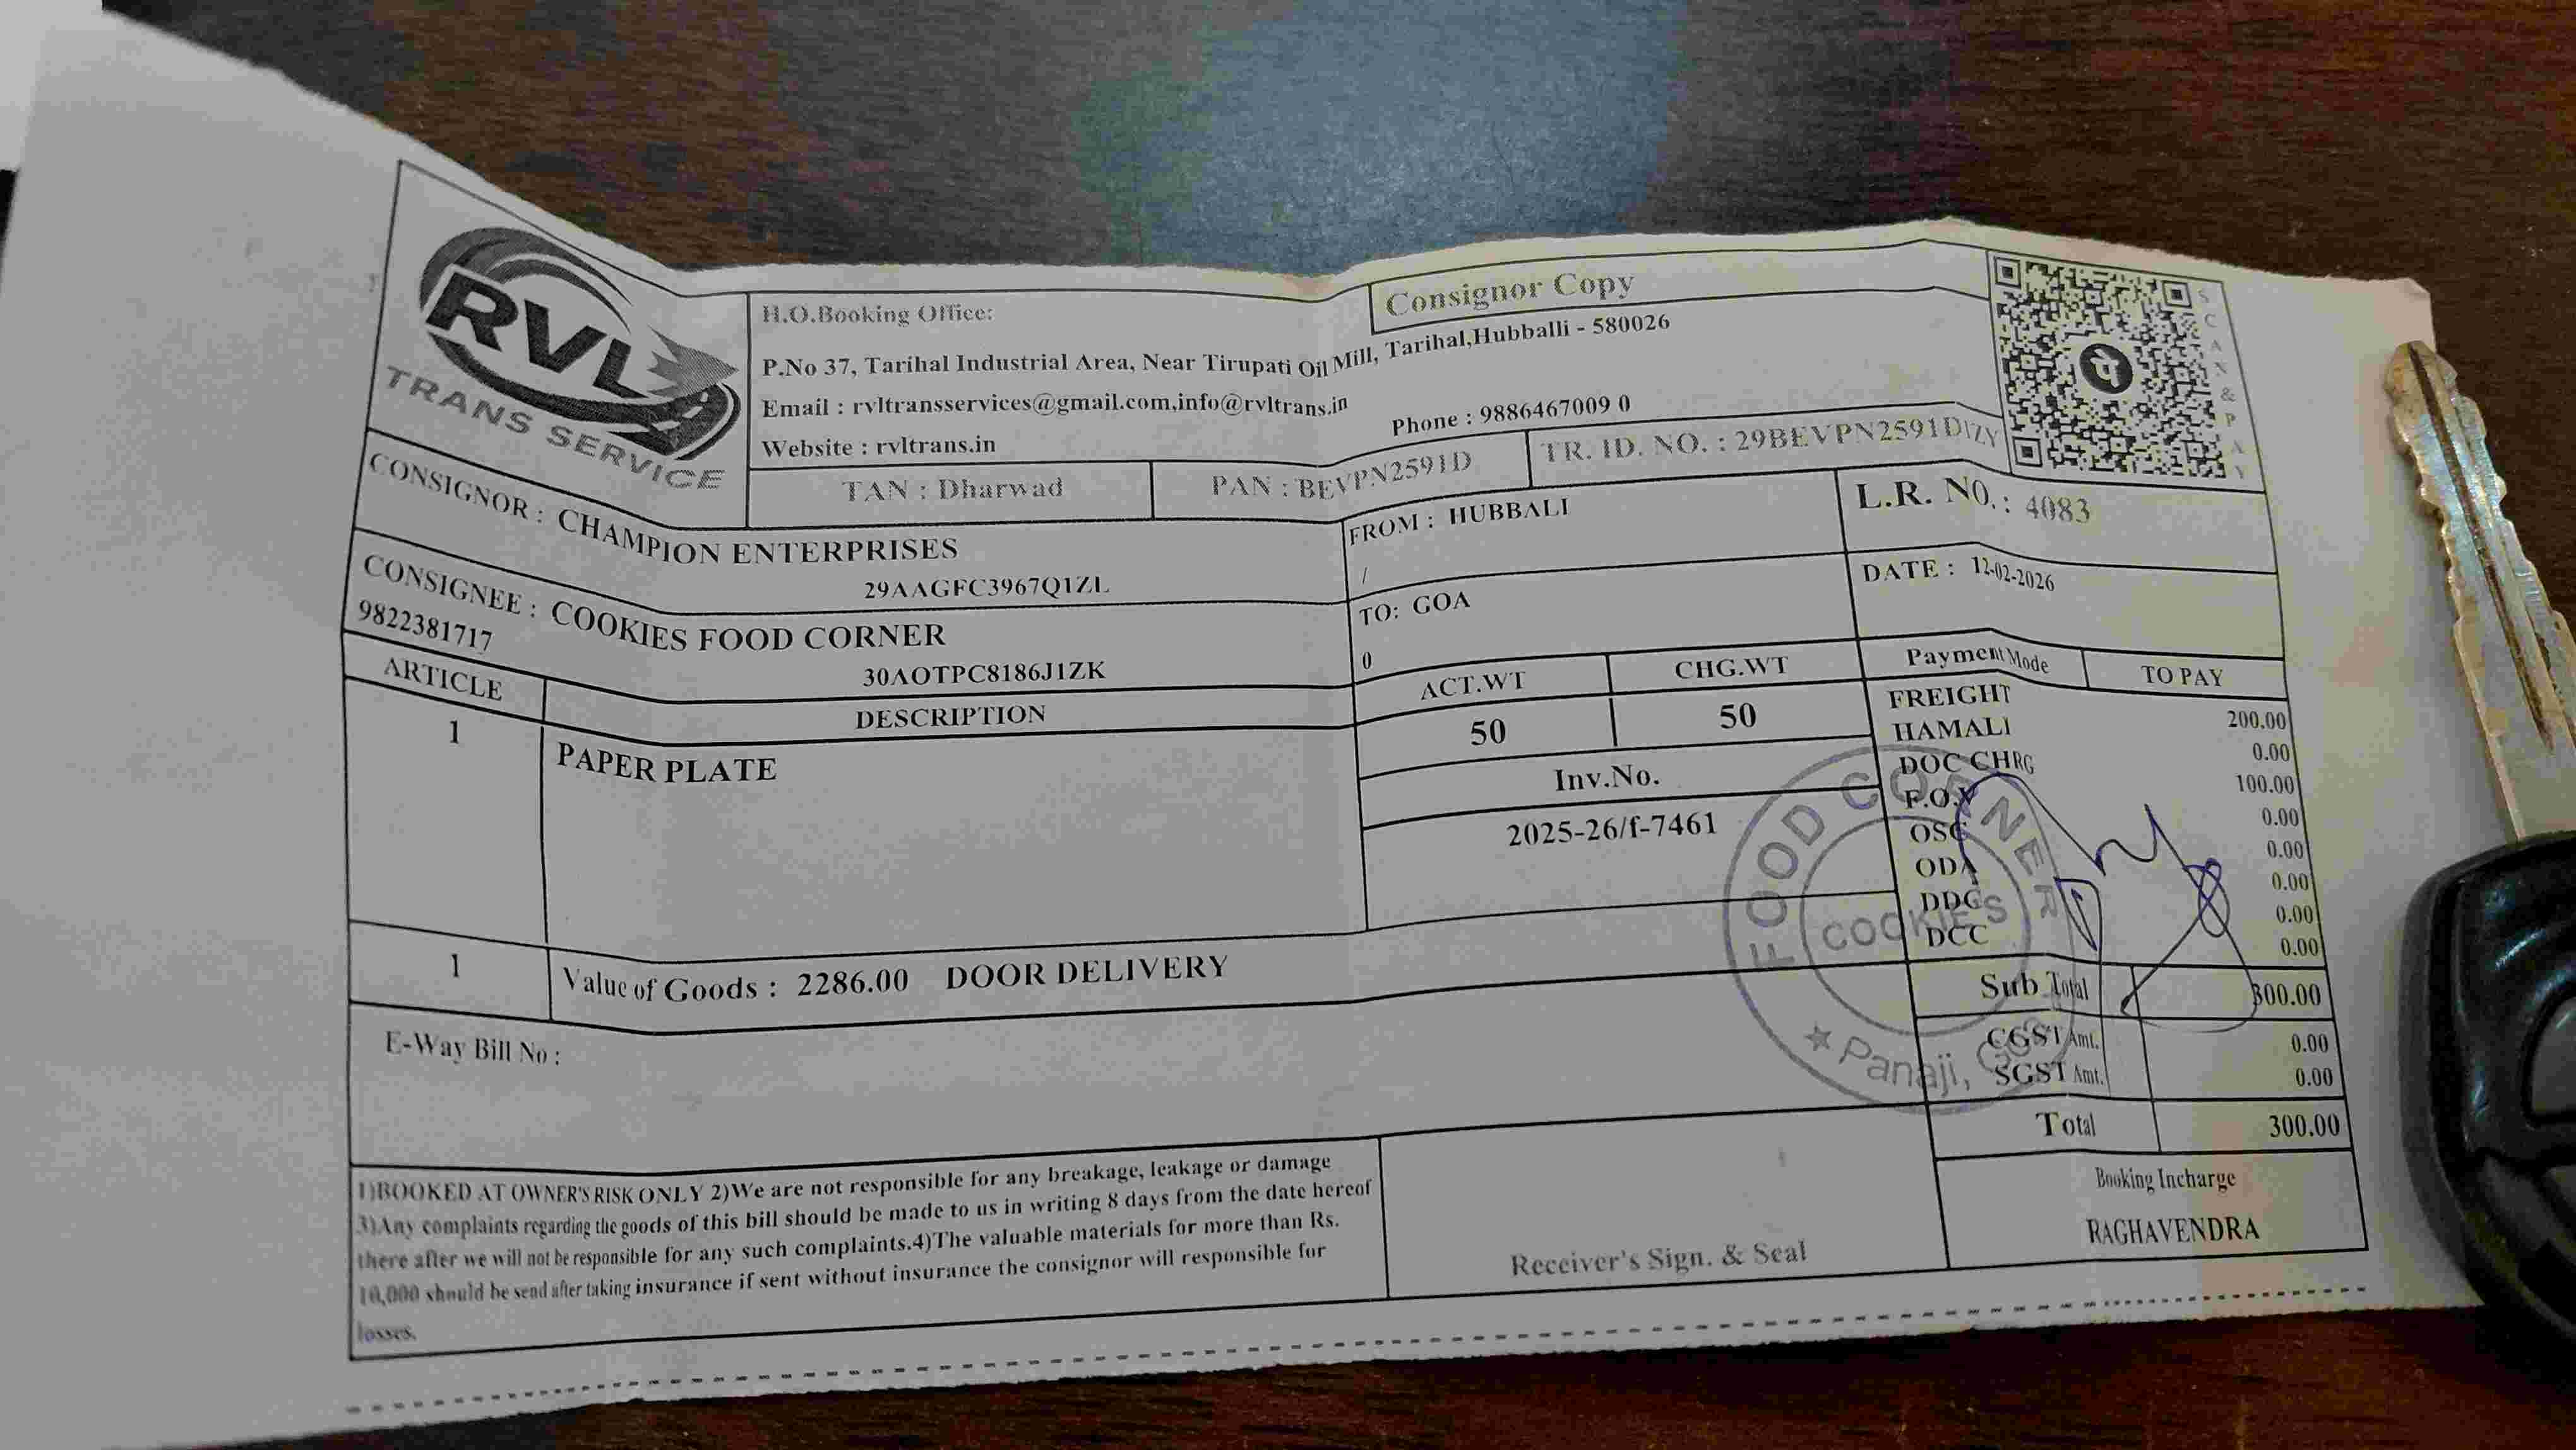 RVL
TRANS SERVICE
H.O.Booking Office:
Consignor Copy
P.No 37, Tarihal Industrial Area, Near Tirupati Oil Mill, Tarihal,Hubballi - 580026
Email : rvltransservices@gmail.com,info@rvltrans.in
Phone : 9886467009 0
Website : rvltrans.in
TAN : Dharwad
PAN : BEVPN2591D
TR. ID. NO. : 29BEVPN2591D1ZY
पे
SCAN & PAY
CONSIGNOR : CHAMPION ENTERPRISES
29AAGFC3967Q1ZL
FROM : HUBBALI
/
L.R. NO. : 4083
CONSIGNEE : COOKIES FOOD CORNER
9822381717
30AOTPC8186J1ZK
TO: GOA
0
DATE : 12-02-2026
ARTICLE
DESCRIPTION
ACT.WT
CHG.WT
Payment Mode
TO PAY
1
PAPER PLATE
50
50
Inv.No.
2025-26/f-7461
FREIGHT 200.00
HAMALI 0.00
DOC CHRG 100.00
F.O.V 0.00
OSC 0.00
ODA 0.00
DDC 0.00
DCC 0.00
1
Value of Goods : 2286.00 DOOR DELIVERY
Sub Total 300.00
E-Way Bill No :
CGST Amt. 0.00
SGST Amt. 0.00
Total 300.00
FOOD CORNER
COOKIES
★ Panaji, Goa
1)BOOKED AT OWNER'S RISK ONLY 2)We are not responsible for any breakage, leakage or damage
3)Any complaints regarding the goods of this bill should be made to us in writing 8 days from the date hereof
there after we will not be responsible for any such complaints.4)The valuable materials for more than Rs.
10,000 should be send after taking insurance if sent without insurance the consignor will responsible for
losses.
Receiver's Sign. & Seal
Booking Incharge
RAGHAVENDRA